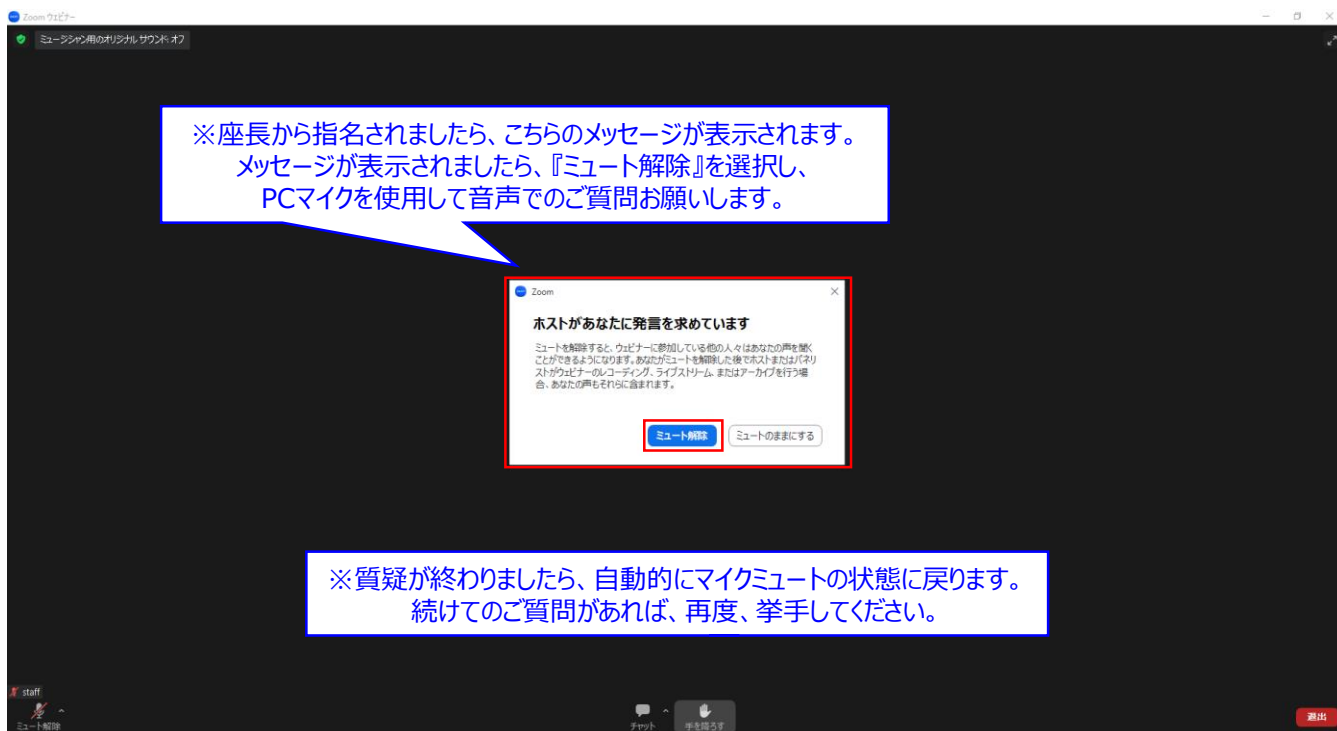 Zoom ウェビナー
ミュージシャン用のオリジナル サウンド: オフ
※座長から指名されましたら、こちらのメッセージが表示されます。
メッセージが表示されましたら、『ミュート解除』を選択し、
PCマイクを使用して音声でのご質問お願いします。
Zoom
ホストがあなたに発言を求めています
ミュートを解除すると、ウェビナーに参加している他の人々はあなたの声を聞く
ことができるようになります。あなたがミュートを解除した後でホストまたはパネリ
ストがウェビナーのレコーディング、ライブストリーム、またはアーカイブを行う場
合、あなたの声もそれらに含まれます。
ミュート解除 ミュートのままにする
※質疑が終わりましたら、自動的にマイクミュートの状態に戻ります。
続けてのご質問があれば、再度、挙手してください。
staff
ミュート解除 チャット 手を降ろす 退出